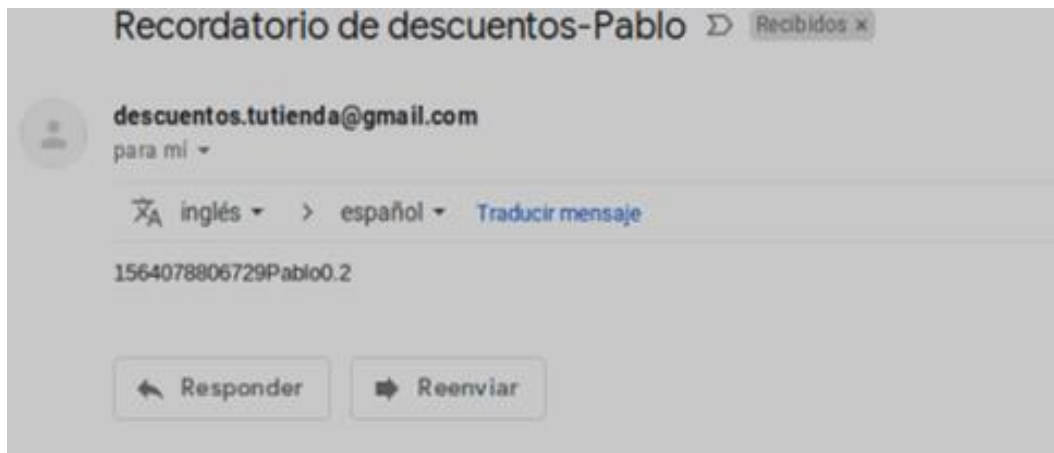 Recordatorio de descuentos-Pablo Recibidos ×
descuentos.tutienda@gmail.com
para mí
inglés > español Traducir mensaje
1564078806729Pablo0.2
Responder Reenviar